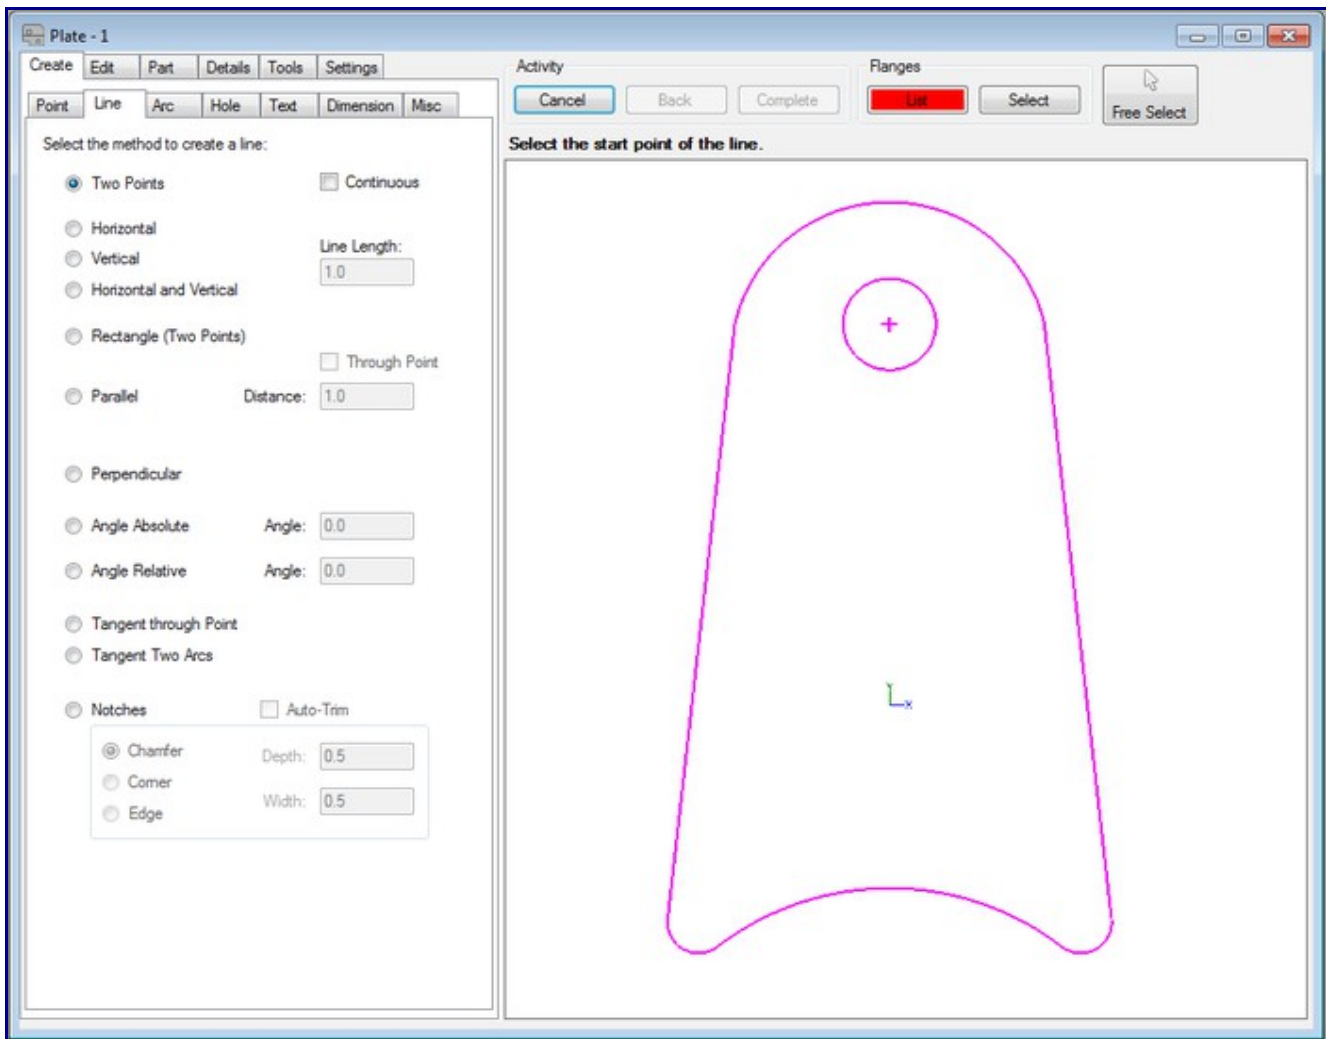 Plate - 1
Create Edit Part Details Tools Settings
Point Line Arc Hole Text Dimension Misc
Select the method to create a line:
Two Points Continuous
Horizontal
Line Length:
Vertical
1.0
Horizontal and Vertical
Rectangle (Two Points)
Through Point
Parallel Distance: 1.0
Perpendicular
Angle Absolute Angle: 0.0
Angle Relative Angle: 0.0
Tangent through Point
Tangent Two Arcs
Notches Auto-Trim
Chamfer Depth: 0.5
Corner
Width: 0.5
Edge
Activity
Cancel Back Complete
Flanges
List Select
Free Select
Select the start point of the line.
Y
X